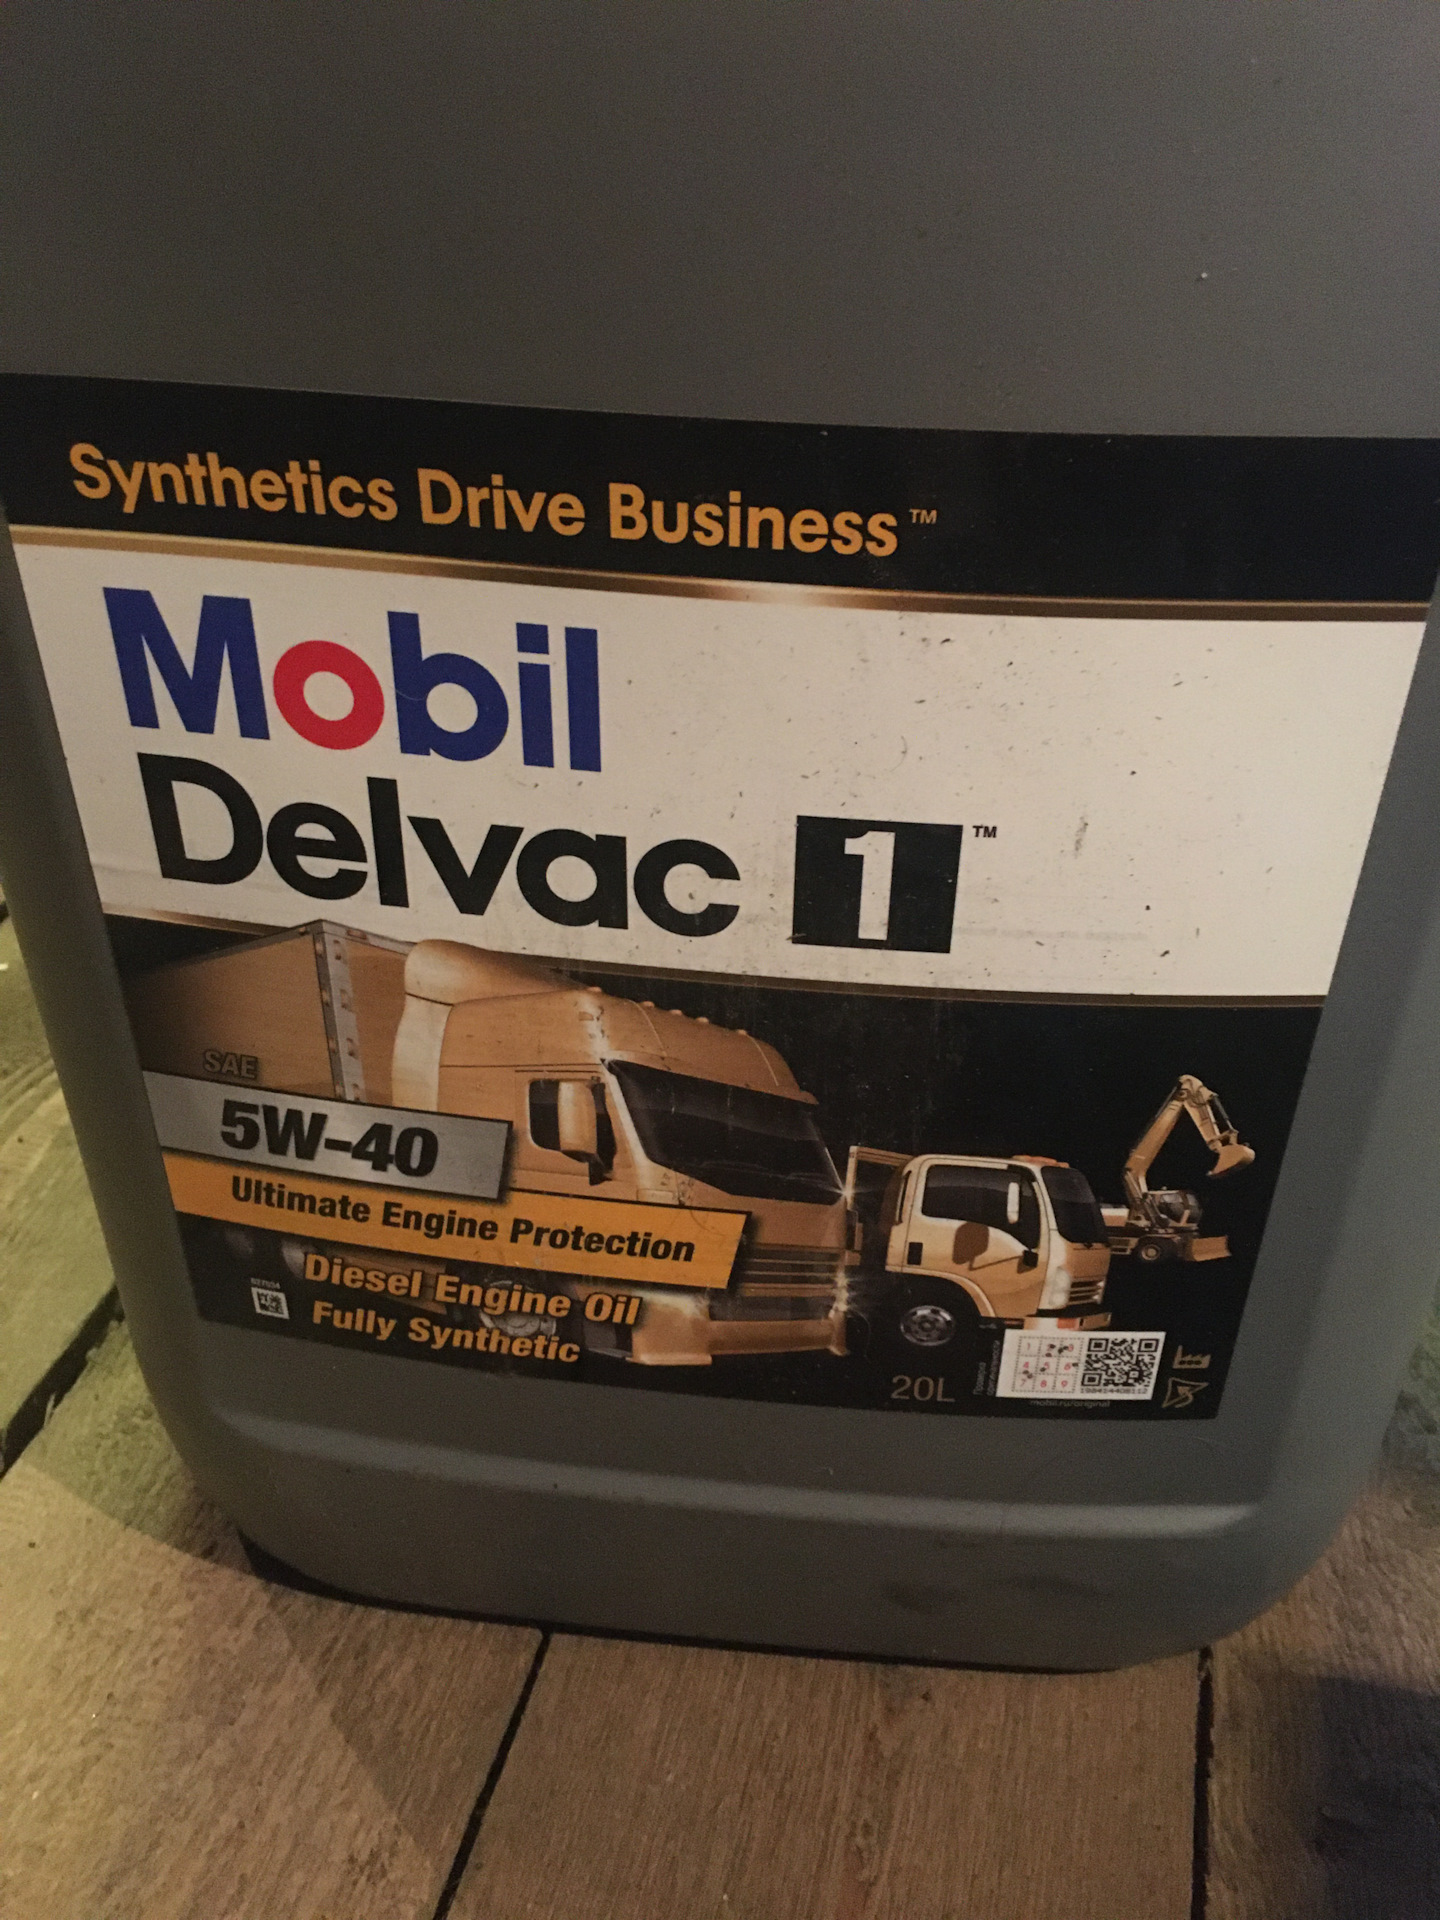 Synthetics Drive Business™
Mobil
Delvac 1™
SAE
5W-40
Ultimate Engine Protection
Diesel Engine Oil
Fully Synthetic
20L
mobil.ru/original